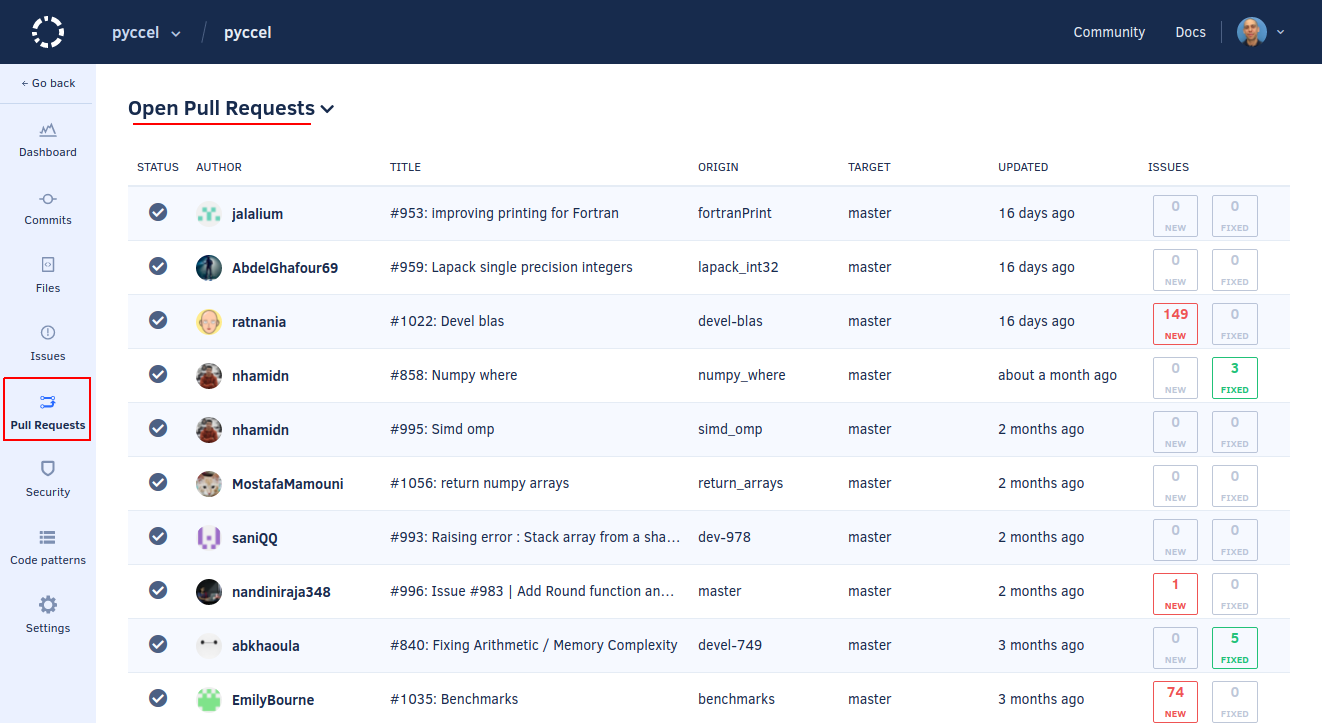 pyccel / pyccel Community Docs
← Go back
Dashboard
Commits
Files
Issues
Pull Requests
Security
Code patterns
Settings
Open Pull Requests
STATUS AUTHOR TITLE ORIGIN TARGET UPDATED ISSUES
jalalium #953: improving printing for Fortran fortranPrint master 16 days ago 0 NEW 0 FIXED
AbdelGhafour69 #959: Lapack single precision integers lapack_int32 master 16 days ago 0 NEW 0 FIXED
ratnania #1022: Devel blas devel-blas master 16 days ago 149 NEW 0 FIXED
nhamidn #858: Numpy where numpy_where master about a month ago 0 NEW 3 FIXED
nhamidn #995: Simd omp simd_omp master 2 months ago 0 NEW 0 FIXED
MostafaMamouni #1056: return numpy arrays return_arrays master 2 months ago 0 NEW 0 FIXED
saniQQ #993: Raising error : Stack array from a sha... dev-978 master 2 months ago 0 NEW 0 FIXED
nandiniraja348 #996: Issue #983 | Add Round function an... master master 2 months ago 1 NEW 0 FIXED
abkhaoula #840: Fixing Arithmetic / Memory Complexity devel-749 master 3 months ago 0 NEW 5 FIXED
EmilyBourne #1035: Benchmarks benchmarks master 3 months ago 74 NEW 0 FIXED